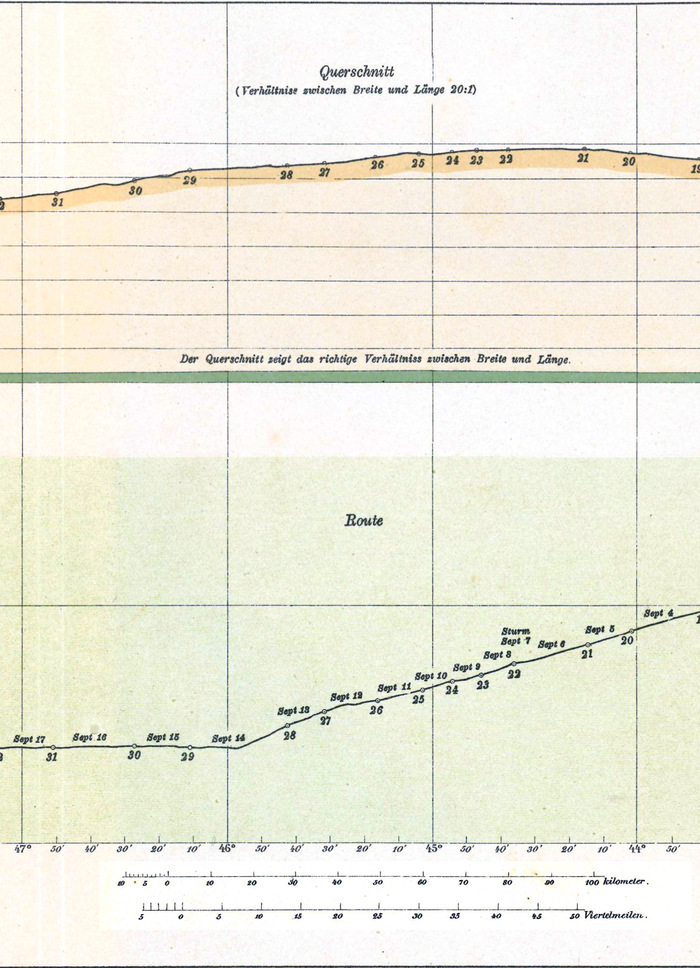 Querschnitt
(Verhältniss zwischen Breite und Länge 20:1)
31 30 29 28 27 26 25 24 23 22 21 20 19
Der Querschnitt zeigt das richtige Verhältniss zwischen Breite und Länge.
Route
Sept 4
Sturm
Sept 7
Sept 5
Sept 6
Sept 8
Sept 9
Sept 10
Sept 11
Sept 12
Sept 13
Sept 14
Sept 15
Sept 16
Sept 17
31 30 29 28 27 26 25 24 23 22 21 20
47° 50' 40' 30' 20' 10' 46° 50' 40' 30' 20' 10' 45° 50' 40' 30' 20' 10' 44° 50'
10 5 0 10 20 30 40 50 60 70 80 90 100 kilometer.
5 0 5 10 15 20 25 30 35 40 45 50 Viertelmeilen.